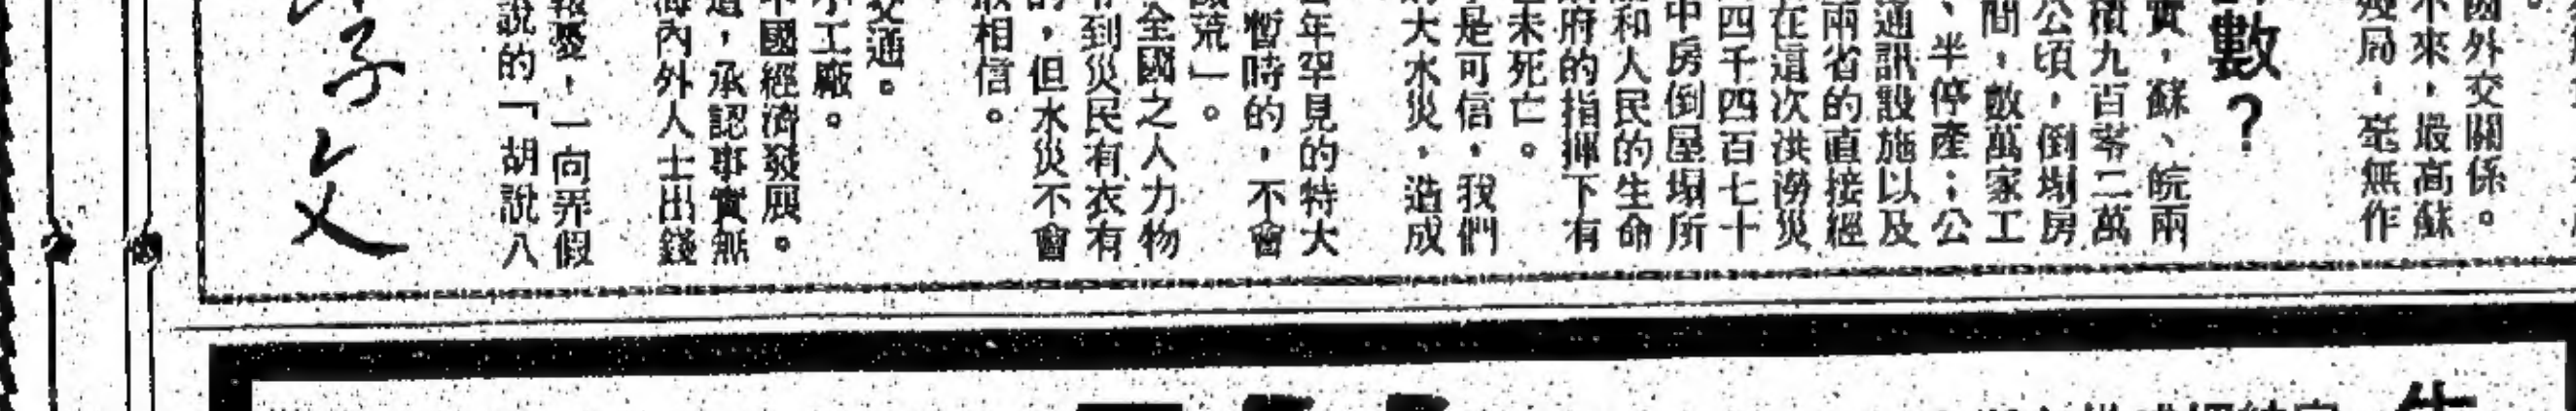 國外交關係。
不來，最高蘇
殘局，毫無作
數？
實，蘇、皖兩
積九百零二萬
公頃，倒塌房
間，數萬家工
、半停產；公
通訊設施以及
兩省的直接經
在這次洪澇災
四千四百七十
中房倒屋塌所
和人民的生命
府的指揮下有
未死亡。
是可信，我們
大水災，造成
年罕見的特大
暫時的，不會
荒」。
全國之人力物
到災民有衣有
，但水災不會
相信。
交通。
工廠。
中國經濟發展。
，承認事實無
海內外人士出錢
憂，一向弄假
說的「胡說八
文